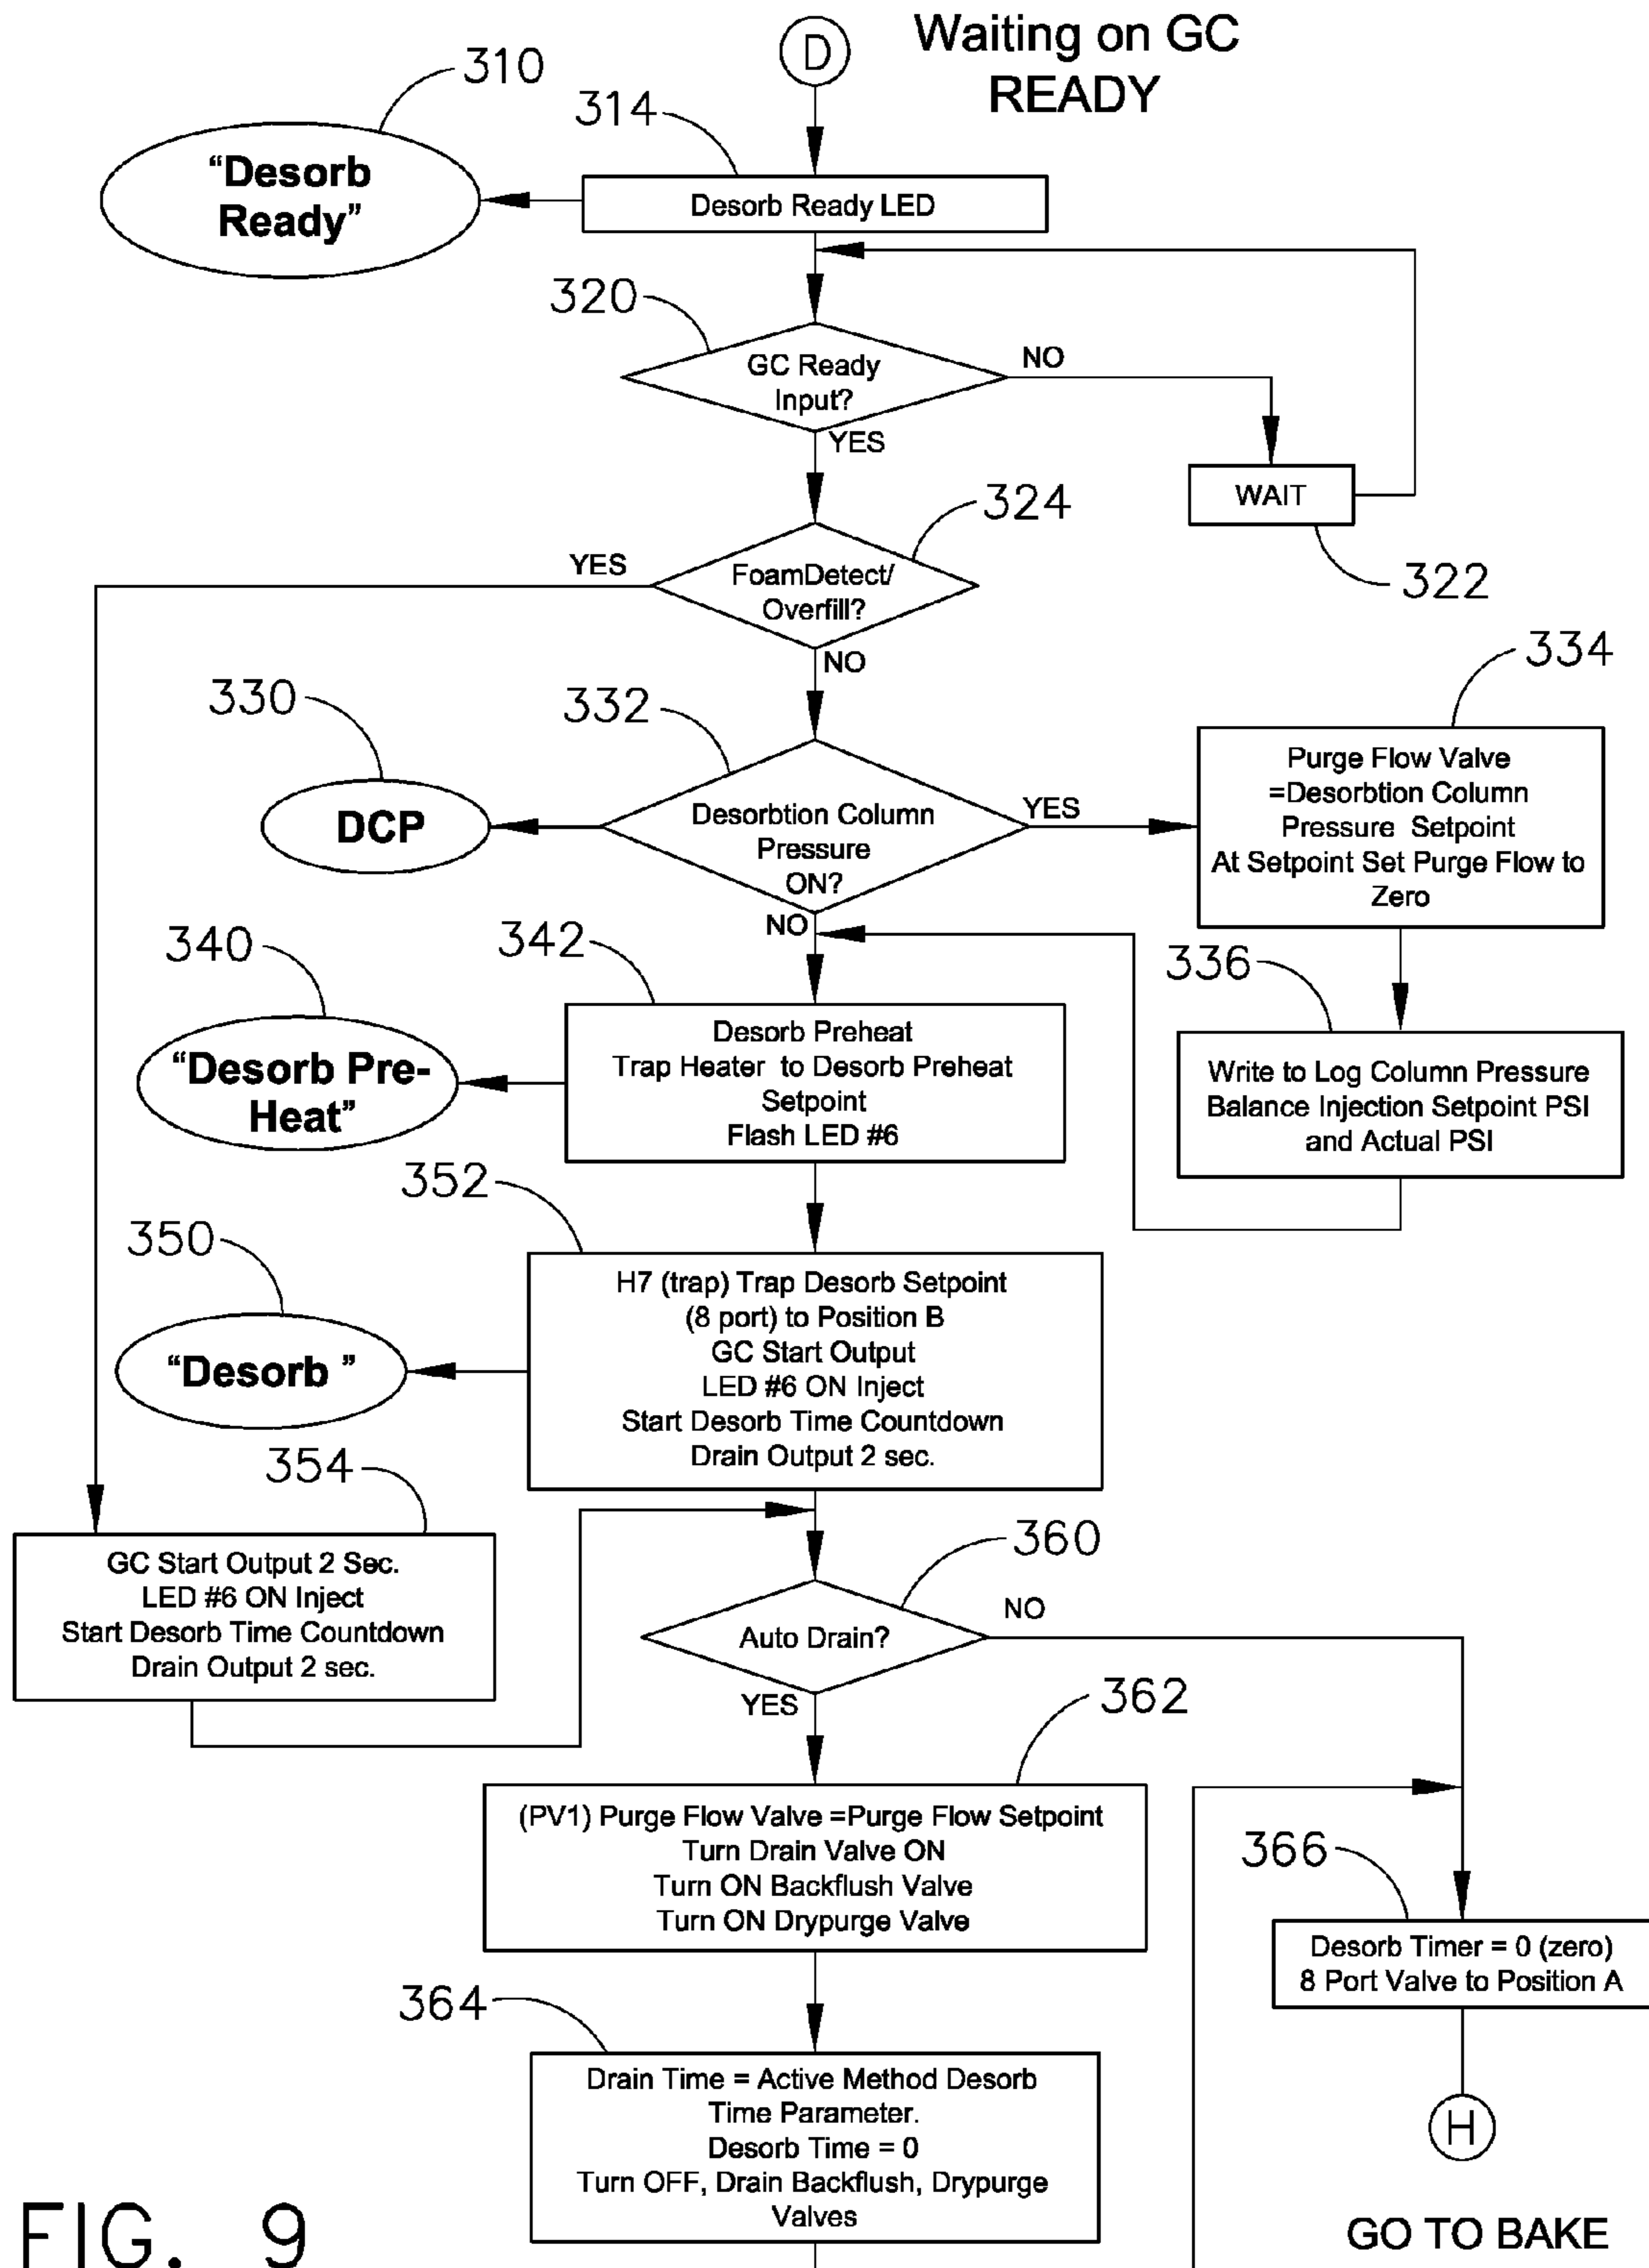 D
Waiting on GC
READY
310
314
“Desorb
Ready”
Desorb Ready LED
320
GC Ready
Input?
NO
YES
WAIT
322
324
YES
FoamDetect/
Overfill?
NO
334
330
332
DCP
Desorbtion Column
Pressure
ON?
YES
Purge Flow Valve
=Desorbtion Column
Pressure Setpoint
At Setpoint Set Purge Flow to
Zero
NO
340
342
336
“Desorb Pre-
Heat”
Desorb Preheat
Trap Heater to Desorb Preheat
Setpoint
Flash LED #6
Write to Log Column Pressure
Balance Injection Setpoint PSI
and Actual PSI
352
350
“Desorb ”
H7 (trap) Trap Desorb Setpoint
(8 port) to Position B
GC Start Output
LED #6 ON Inject
Start Desorb Time Countdown
Drain Output 2 sec.
354
GC Start Output 2 Sec.
LED #6 ON Inject
Start Desorb Time Countdown
Drain Output 2 sec.
360
Auto Drain?
NO
YES
362
(PV1) Purge Flow Valve =Purge Flow Setpoint
Turn Drain Valve ON
Turn ON Backflush Valve
Turn ON Drypurge Valve
366
Desorb Timer = 0 (zero)
8 Port Valve to Position A
364
Drain Time = Active Method Desorb
Time Parameter.
Desorb Time = 0
Turn OFF, Drain Backflush, Drypurge
Valves
H
GO TO BAKE
FIG. 9